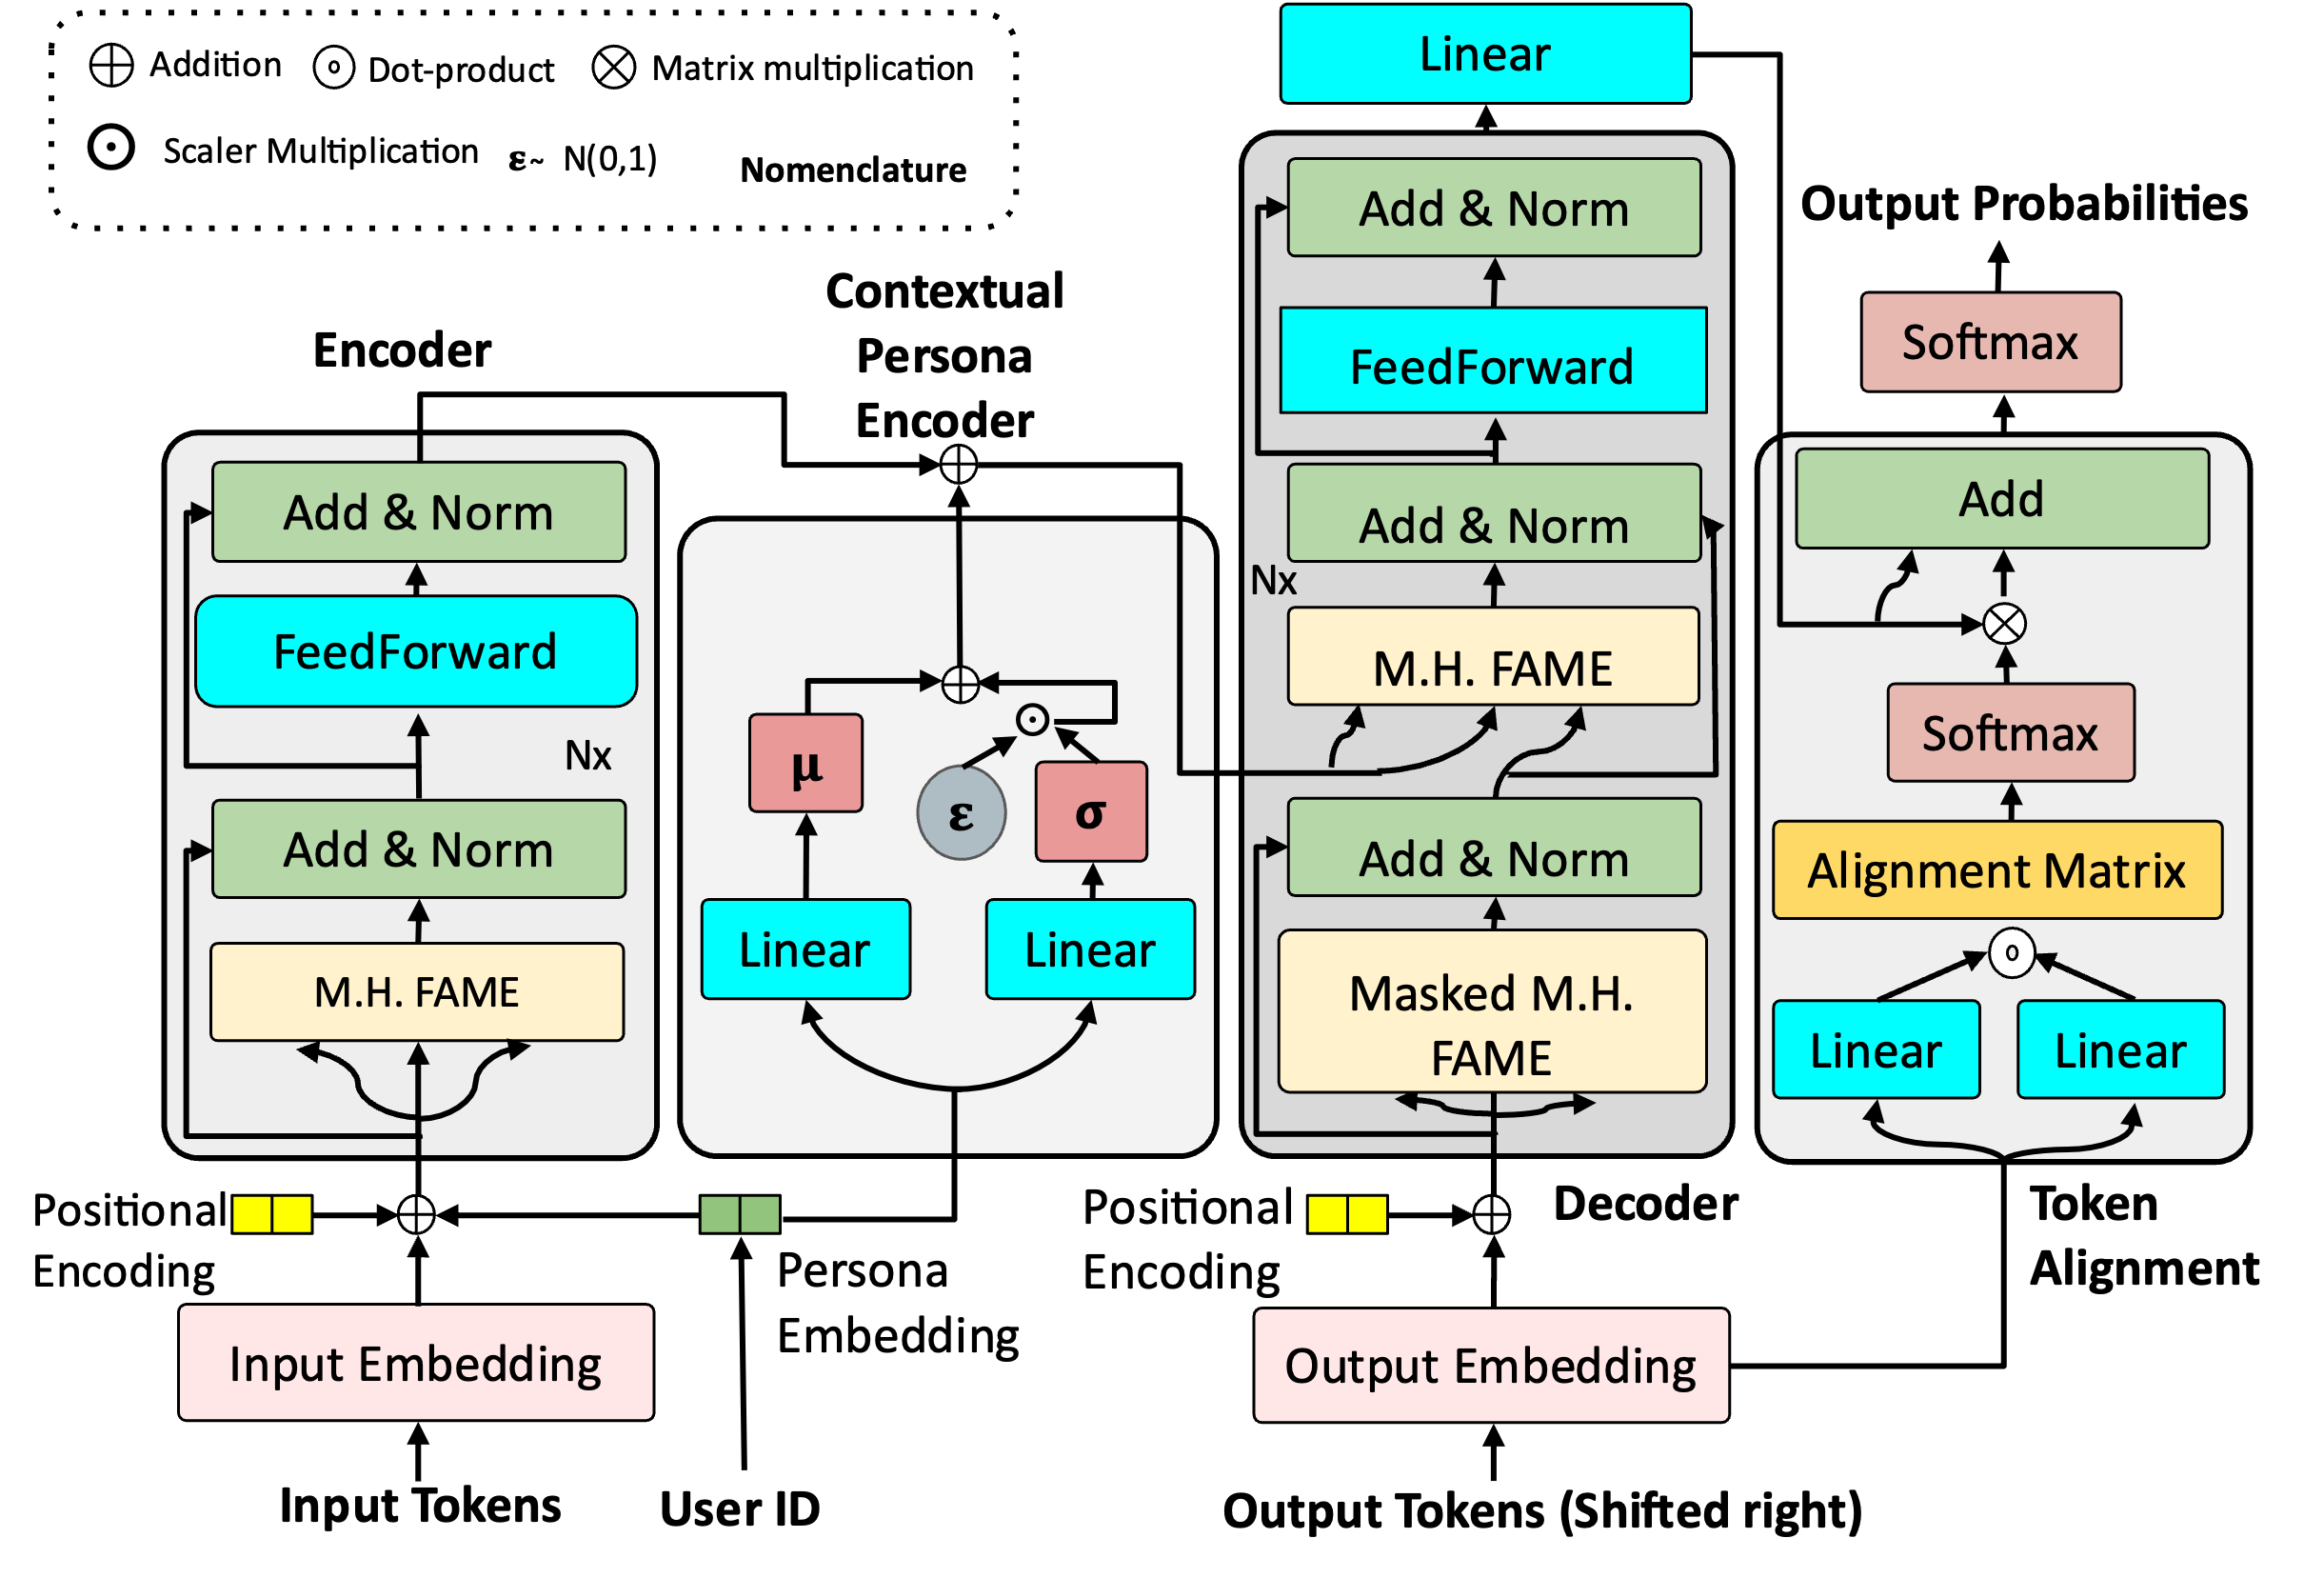 Addition
Dot-product
Matrix multiplication
Scaler Multiplication
ε~ N(0,1)
Nomenclature
Encoder
Add & Norm
FeedForward
Nx
Add & Norm
M.H. FAME
Positional
Encoding
Input Embedding
Input Tokens
Contextual
Persona
Encoder
μ
ε
σ
Linear
Linear
Persona
Embedding
User ID
Linear
Add & Norm
FeedForward
Add & Norm
Nx
M.H. FAME
Add & Norm
Masked M.H.
FAME
Positional
Encoding
Decoder
Output Embedding
Output Tokens (Shifted right)
Output Probabilities
Softmax
Add
Softmax
Alignment Matrix
Linear
Linear
Token
Alignment